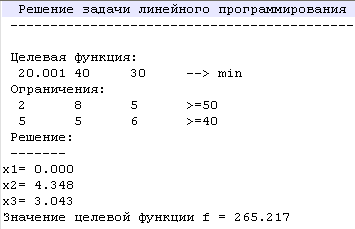 Решение задачи линейного программирования
--------------------------------------------
Целевая функция:
20.001 40 30 --> min
Ограничения:
2 8 5 >=50
5 5 6 >=40
Решение:
-------
x1= 0.000
x2= 4.348
x3= 3.043
Значение целевой функции f = 265.217